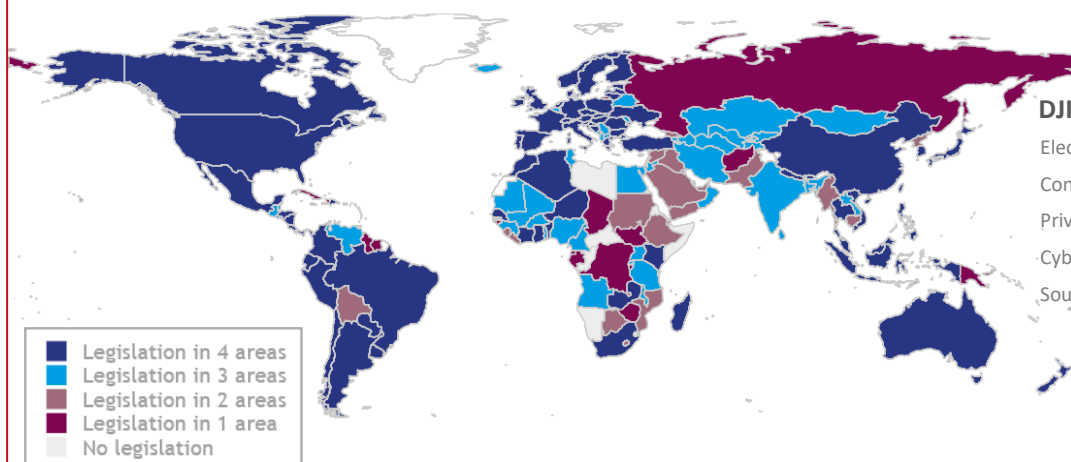 DJI
Elec
Con
Priv
Cyb
Sou
Legislation in 4 areas
Legislation in 3 areas
Legislation in 2 areas
Legislation in 1 area
No legislation